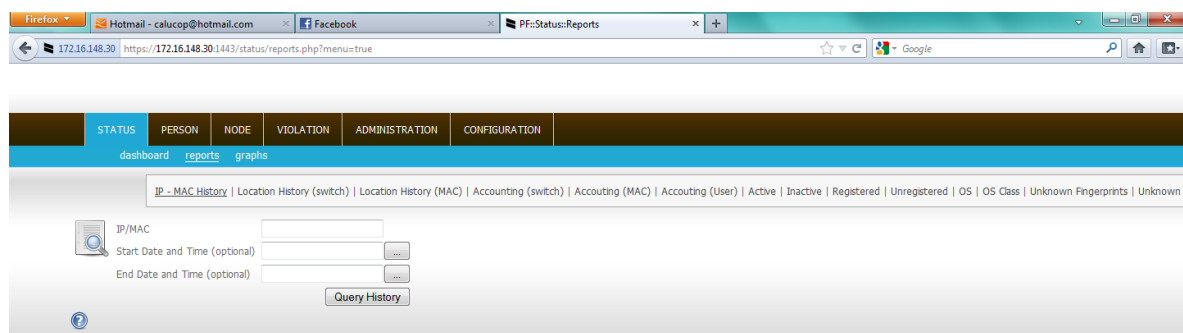 Firefox
Hotmail - calucop@hotmail.com
Facebook
PF::Status::Reports
172.16.148.30 https://172.16.148.30:1443/status/reports.php?menu=true
Google
STATUS PERSON NODE VIOLATION ADMINISTRATION CONFIGURATION
dashboard reports graphs
IP - MAC History | Location History (switch) | Location History (MAC) | Accounting (switch) | Accouting (MAC) | Accouting (User) | Active | Inactive | Registered | Unregistered | OS | OS Class | Unknown Fingerprints | Unknown
IP/MAC
Start Date and Time (optional) ...
End Date and Time (optional) ...
Query History